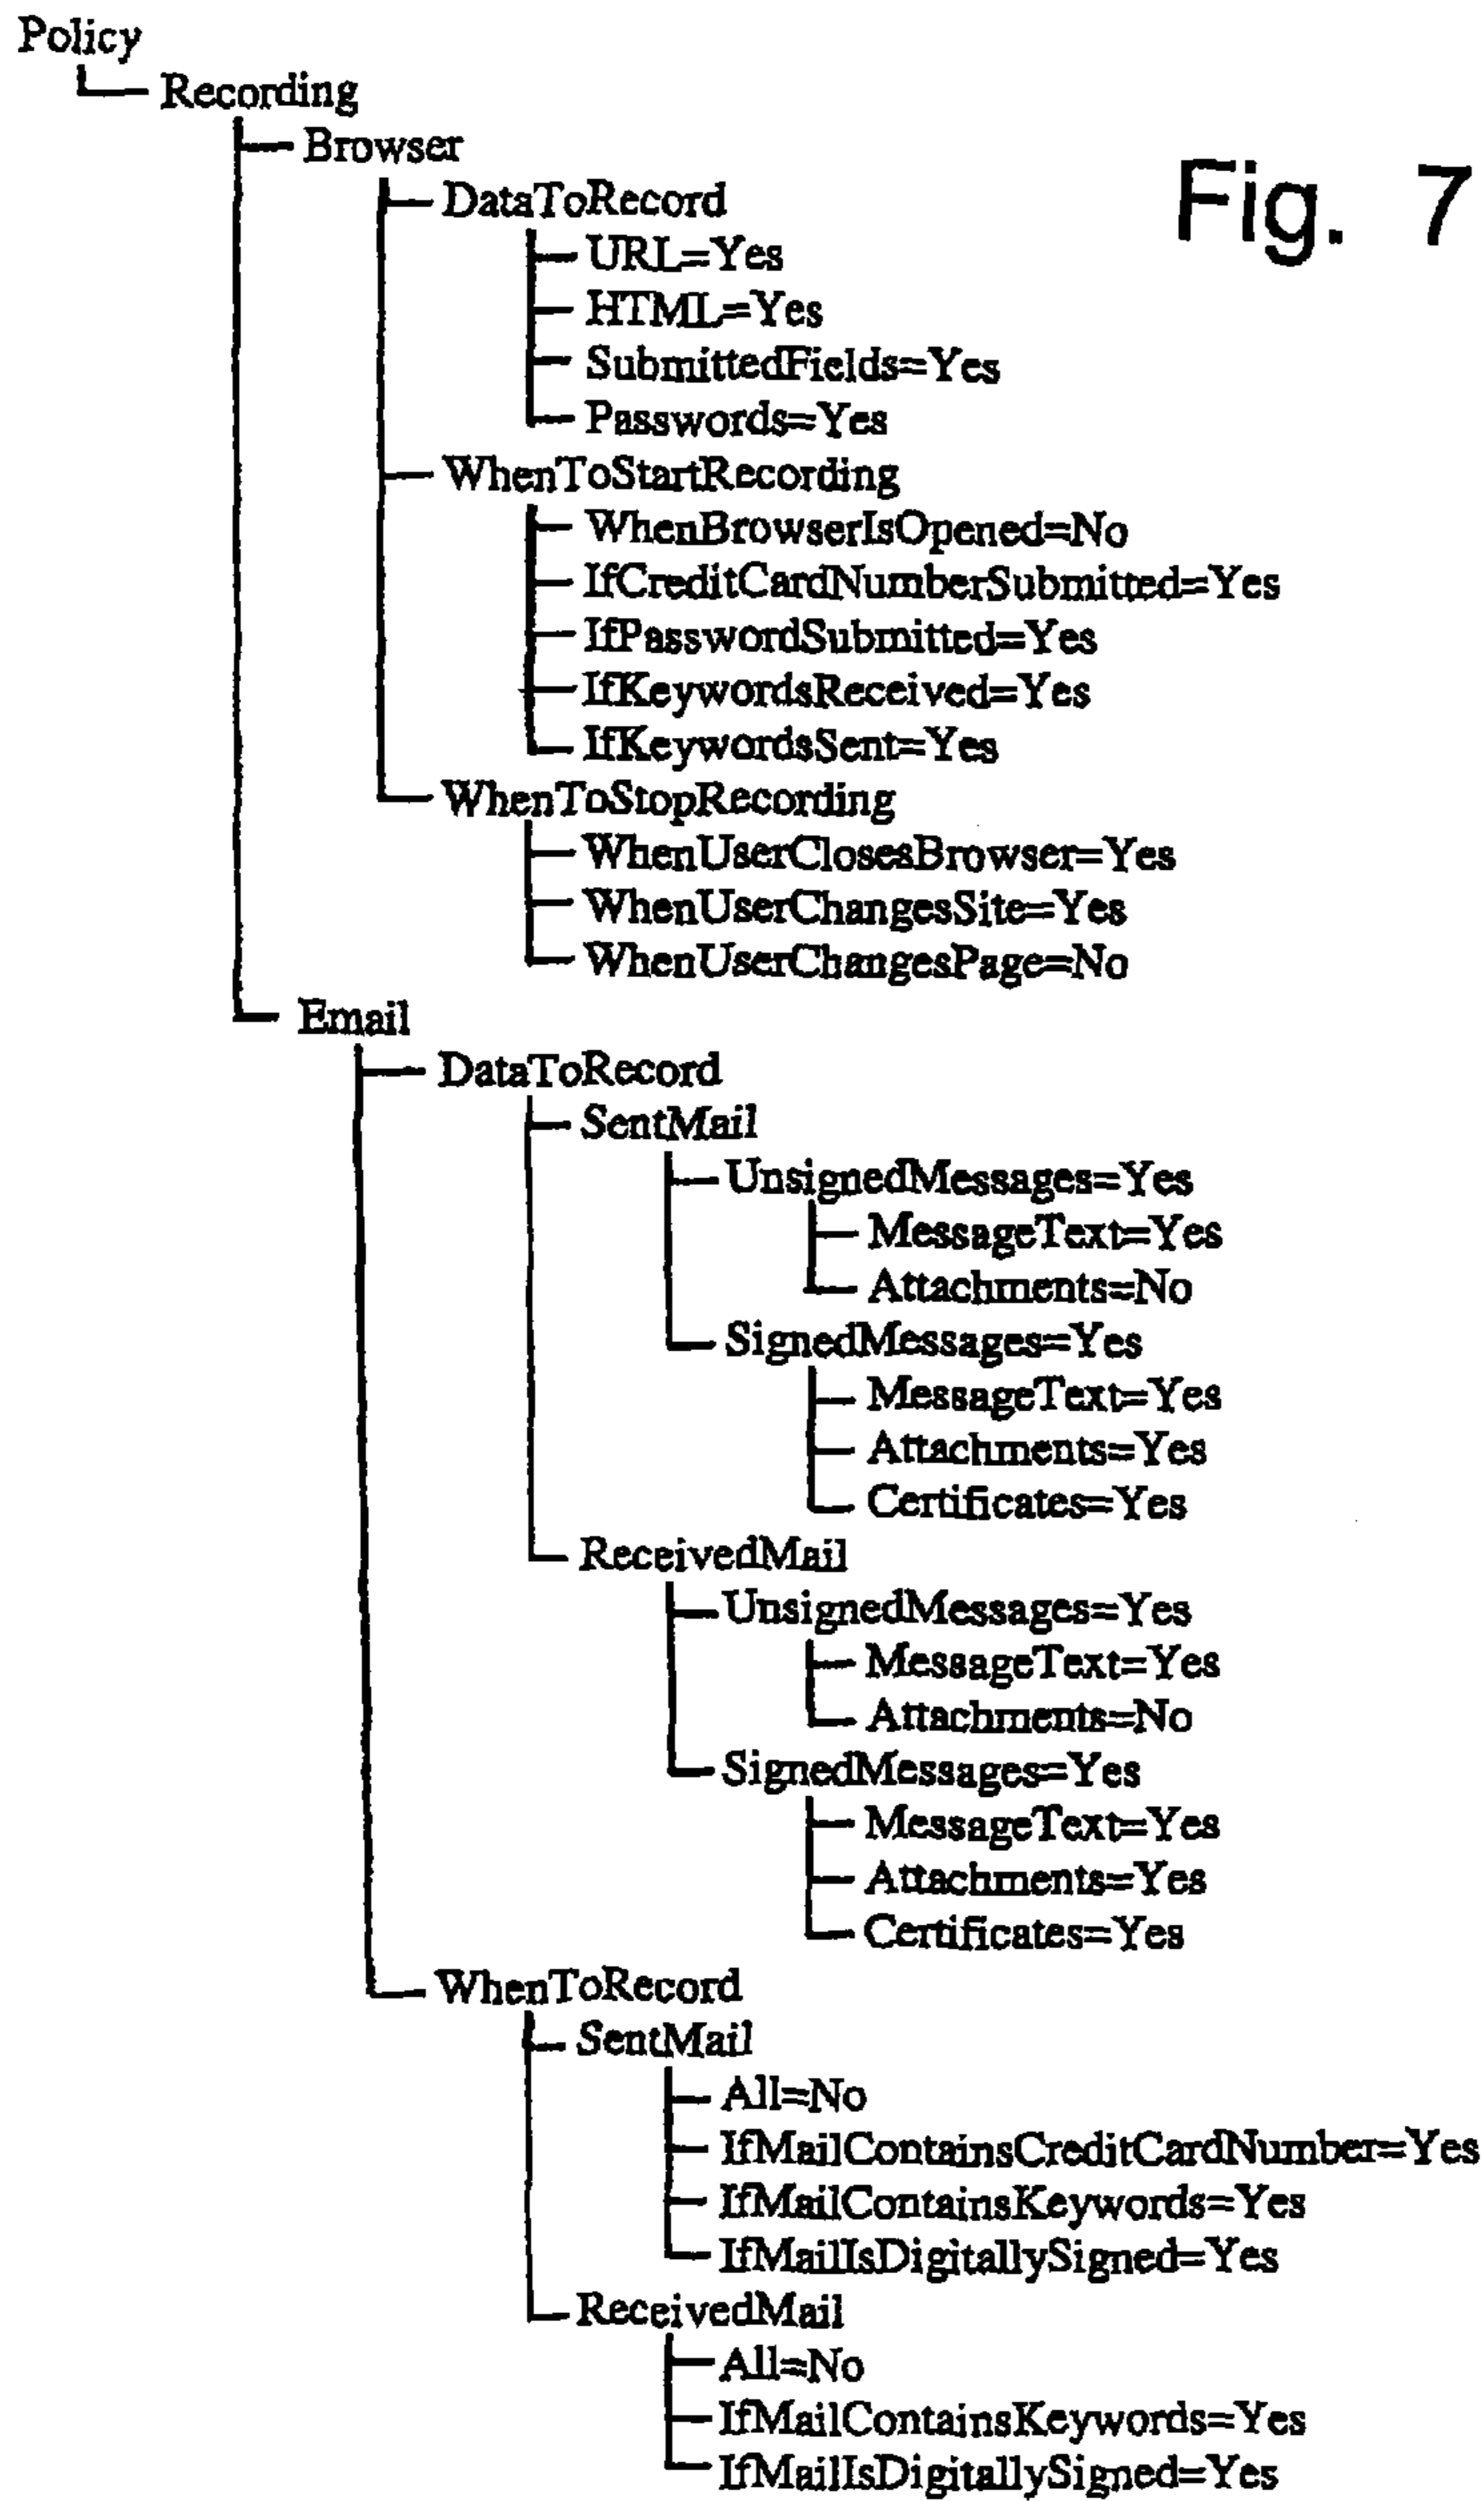 Policy
Recording
Browser
Fig. 7
DataToRecord
URL=Yes
HTML=Yes
SubmittedFields=Yes
Passwords=Yes
WhenToStartRecording
WhenBrowserIsOpened=No
IfCreditCardNumberSubmitted=Yes
IfPasswordSubmitted=Yes
IfKeywordsReceived=Yes
IfKeywordsSent=Yes
WhenToStopRecording
WhenUserClosesBrowser=Yes
WhenUserChangesSite=Yes
WhenUserChangesPage=No
Email
DataToRecord
SentMail
UnsignedMessages=Yes
MessageText=Yes
Attachments=No
SignedMessages=Yes
MessageText=Yes
Attachments=Yes
Certificates=Yes
ReceivedMail
UnsignedMessages=Yes
MessageText=Yes
Attachments=No
SignedMessages=Yes
MessageText=Yes
Attachments=Yes
Certificates=Yes
WhenToRecord
SentMail
All=No
IfMailContainsCreditCardNumber=Yes
IfMailContainsKeywords=Yes
IfMailIsDigitallySigned=Yes
ReceivedMail
All=No
IfMailContainsKeywords=Yes
IfMailIsDigitallySigned=Yes